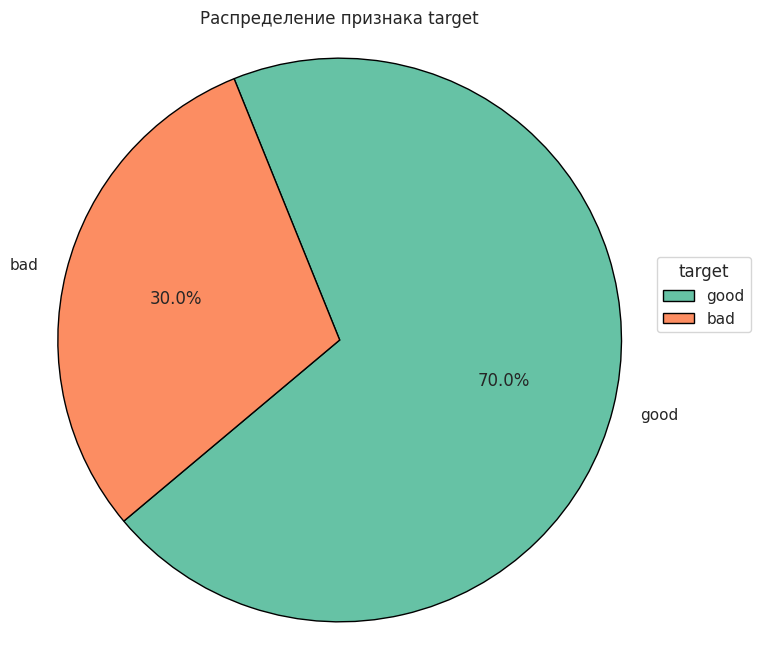 Распределение признака target
bad
30.0%
70.0%
good
target
good
bad